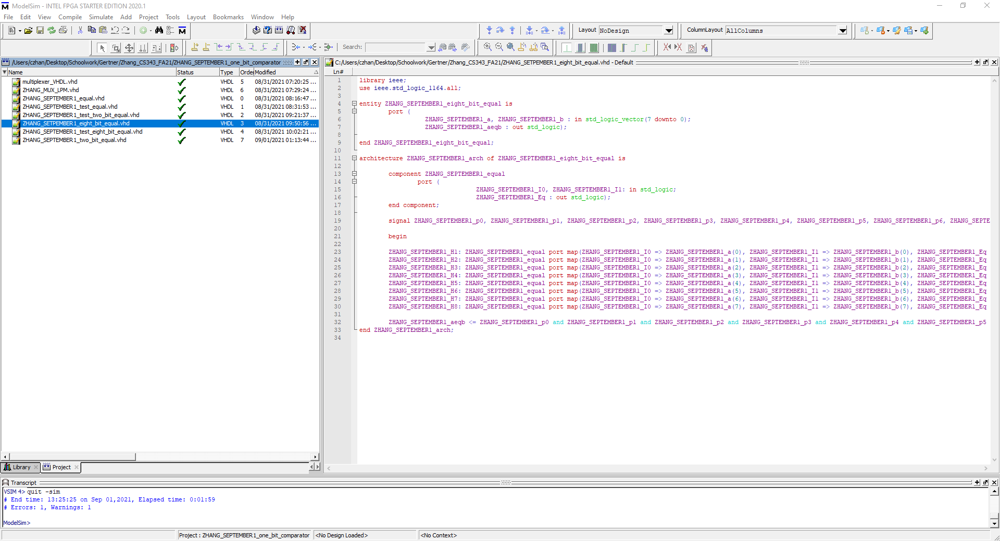 ModelSim - INTEL FPGA STARTER EDITION 2020.1
File Edit View Compile Simulate Add Project Tools Layout Bookmarks Window Help
Layout NoDesign
ColumnLayout AllColumns
Search:
/Users/czhan/Desktop/Schoolwork/Gertner/Zhang_CS343_FA21/ZHANG_SEPTEMBER1_one_bit_comparator
Name Status Type Order Modified
multiplexer_VHDL.vhd VHDL 5 08/31/2021 07:20:25 ...
ZHANG_MUX_LPM.vhd VHDL 6 08/31/2021 07:29:24 ...
ZHANG_SEPTEMBER1_equal.vhd VHDL 0 08/31/2021 08:16:47 ...
ZHANG_SEPTEMBER1_test_equal.vhd VHDL 1 08/31/2021 08:31:53 ...
ZHANG_SEPTEMBER1_test_two_bit_equal.vhd VHDL 2 08/31/2021 09:21:37 ...
ZHANG_SETPEMBER1_eight_bit_equal.vhd VHDL 3 08/31/2021 09:50:56 ...
ZHANG_SEPTEMBER1_test_eight_bit_equal.vhd VHDL 4 08/31/2021 10:02:21 ...
ZHANG_SEPTEMBER1_two_bit_equal.vhd VHDL 7 09/01/2021 01:13:44 ...
Library Project
C:/Users/czhan/Desktop/Schoolwork/Gertner/Zhang_CS343_FA21/ZHANG_SETPEMBER1_eight_bit_equal.vhd - Default
Ln#
1 library ieee;
2 use ieee.std_logic_1164.all;
3
4 entity ZHANG_SEPTEMBER1_eight_bit_equal is
5 port (
6 ZHANG_SEPTEMBER1_a, ZHANG_SEPTEMBER1_b : in std_logic_vector(7 downto 0);
7 ZHANG_SEPTEMBER1_aeqb : out std_logic);
8
9 end ZHANG_SEPTEMBER1_eight_bit_equal;
10
11 architecture ZHANG_SEPTEMBER1_arch of ZHANG_SEPTEMBER1_eight_bit_equal is
12
13 component ZHANG_SEPTEMBER1_equal
14 port (
15 ZHANG_SEPTEMBER1_I0, ZHANG_SEPTEMBER1_I1: in std_logic;
16 ZHANG_SEPTEMBER1_Eq : out std_logic);
17 end component;
18
19 signal ZHANG_SEPTEMBER1_p0, ZHANG_SEPTEMBER1_p1, ZHANG_SEPTEMBER1_p2, ZHANG_SEPTEMBER1_p3, ZHANG_SEPTEMBER1_p4, ZHANG_SEPTEMBER1_p5, ZHANG_SEPTEMBER1_p6, ZHANG_SEPTE
20
21 begin
22
23 ZHANG_SEPTEMBER1_H1: ZHANG_SEPTEMBER1_equal port map(ZHANG_SEPTEMBER1_I0 => ZHANG_SEPTEMBER1_a(0), ZHANG_SEPTEMBER1_I1 => ZHANG_SEPTEMBER1_b(0), ZHANG_SEPTEMBER1_Eq
24 ZHANG_SEPTEMBER1_H2: ZHANG_SEPTEMBER1_equal port map(ZHANG_SEPTEMBER1_I0 => ZHANG_SEPTEMBER1_a(1), ZHANG_SEPTEMBER1_I1 => ZHANG_SEPTEMBER1_b(1), ZHANG_SEPTEMBER1_Eq
25 ZHANG_SEPTEMBER1_H3: ZHANG_SEPTEMBER1_equal port map(ZHANG_SEPTEMBER1_I0 => ZHANG_SEPTEMBER1_a(2), ZHANG_SEPTEMBER1_I1 => ZHANG_SEPTEMBER1_b(2), ZHANG_SEPTEMBER1_Eq
26 ZHANG_SEPTEMBER1_H4: ZHANG_SEPTEMBER1_equal port map(ZHANG_SEPTEMBER1_I0 => ZHANG_SEPTEMBER1_a(3), ZHANG_SEPTEMBER1_I1 => ZHANG_SEPTEMBER1_b(3), ZHANG_SEPTEMBER1_Eq
27 ZHANG_SEPTEMBER1_H5: ZHANG_SEPTEMBER1_equal port map(ZHANG_SEPTEMBER1_I0 => ZHANG_SEPTEMBER1_a(4), ZHANG_SEPTEMBER1_I1 => ZHANG_SEPTEMBER1_b(4), ZHANG_SEPTEMBER1_Eq
28 ZHANG_SEPTEMBER1_H6: ZHANG_SEPTEMBER1_equal port map(ZHANG_SEPTEMBER1_I0 => ZHANG_SEPTEMBER1_a(5), ZHANG_SEPTEMBER1_I1 => ZHANG_SEPTEMBER1_b(5), ZHANG_SEPTEMBER1_Eq
29 ZHANG_SEPTEMBER1_H7: ZHANG_SEPTEMBER1_equal port map(ZHANG_SEPTEMBER1_I0 => ZHANG_SEPTEMBER1_a(6), ZHANG_SEPTEMBER1_I1 => ZHANG_SEPTEMBER1_b(6), ZHANG_SEPTEMBER1_Eq
30 ZHANG_SEPTEMBER1_H8: ZHANG_SEPTEMBER1_equal port map(ZHANG_SEPTEMBER1_I0 => ZHANG_SEPTEMBER1_a(7), ZHANG_SEPTEMBER1_I1 => ZHANG_SEPTEMBER1_b(7), ZHANG_SEPTEMBER1_Eq
31
32 ZHANG_SEPTEMBER1_aeqb <= ZHANG_SEPTEMBER1_p0 and ZHANG_SEPTEMBER1_p1 and ZHANG_SEPTEMBER1_p2 and ZHANG_SEPTEMBER1_p3 and ZHANG_SEPTEMBER1_p4 and ZHANG_SEPTEMBER1_p5
33 end ZHANG_SEPTEMBER1_arch;
34
Transcript
VSIM 4> quit -sim
# End time: 13:25:25 on Sep 01,2021, Elapsed time: 0:01:59
# Errors: 1, Warnings: 1
ModelSim>
Project : ZHANG_SEPTEMBER1_one_bit_comparator <No Design Loaded> <No Context>